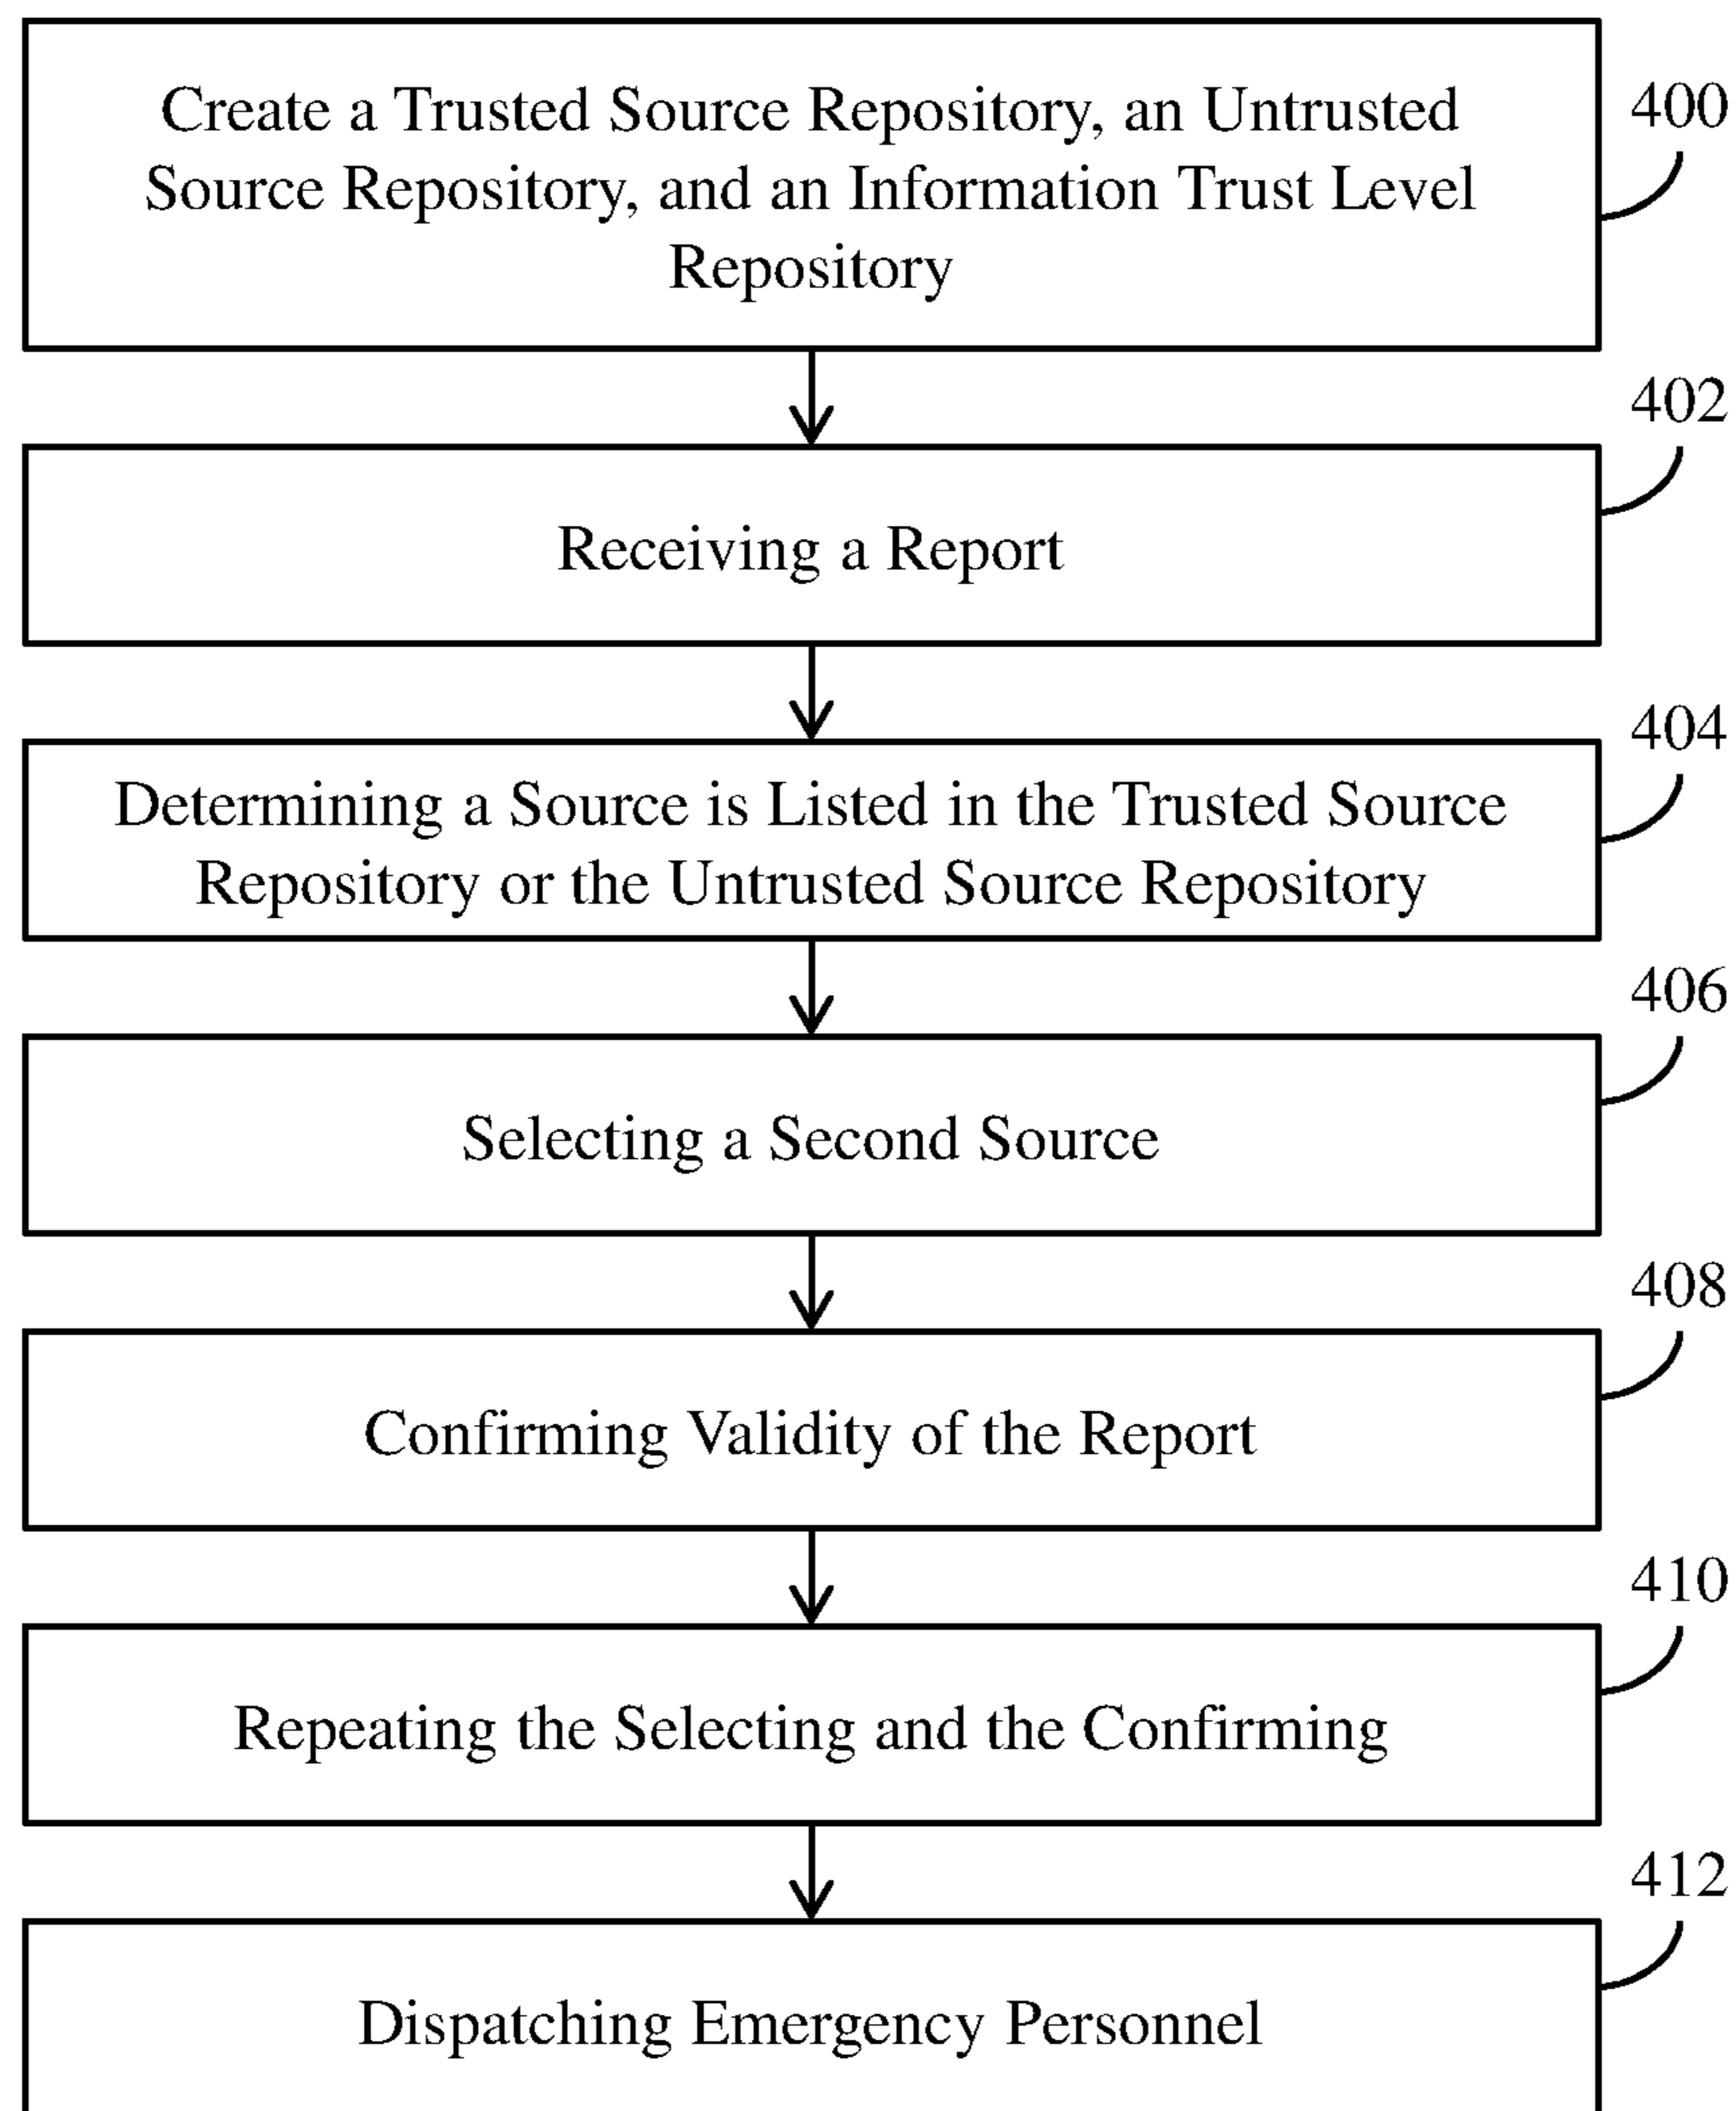 Create a Trusted Source Repository, an Untrusted
Source Repository, and an Information Trust Level
Repository
400
402
Receiving a Report
404
Determining a Source is Listed in the Trusted Source
Repository or the Untrusted Source Repository
406
Selecting a Second Source
408
Confirming Validity of the Report
410
Repeating the Selecting and the Confirming
412
Dispatching Emergency Personnel